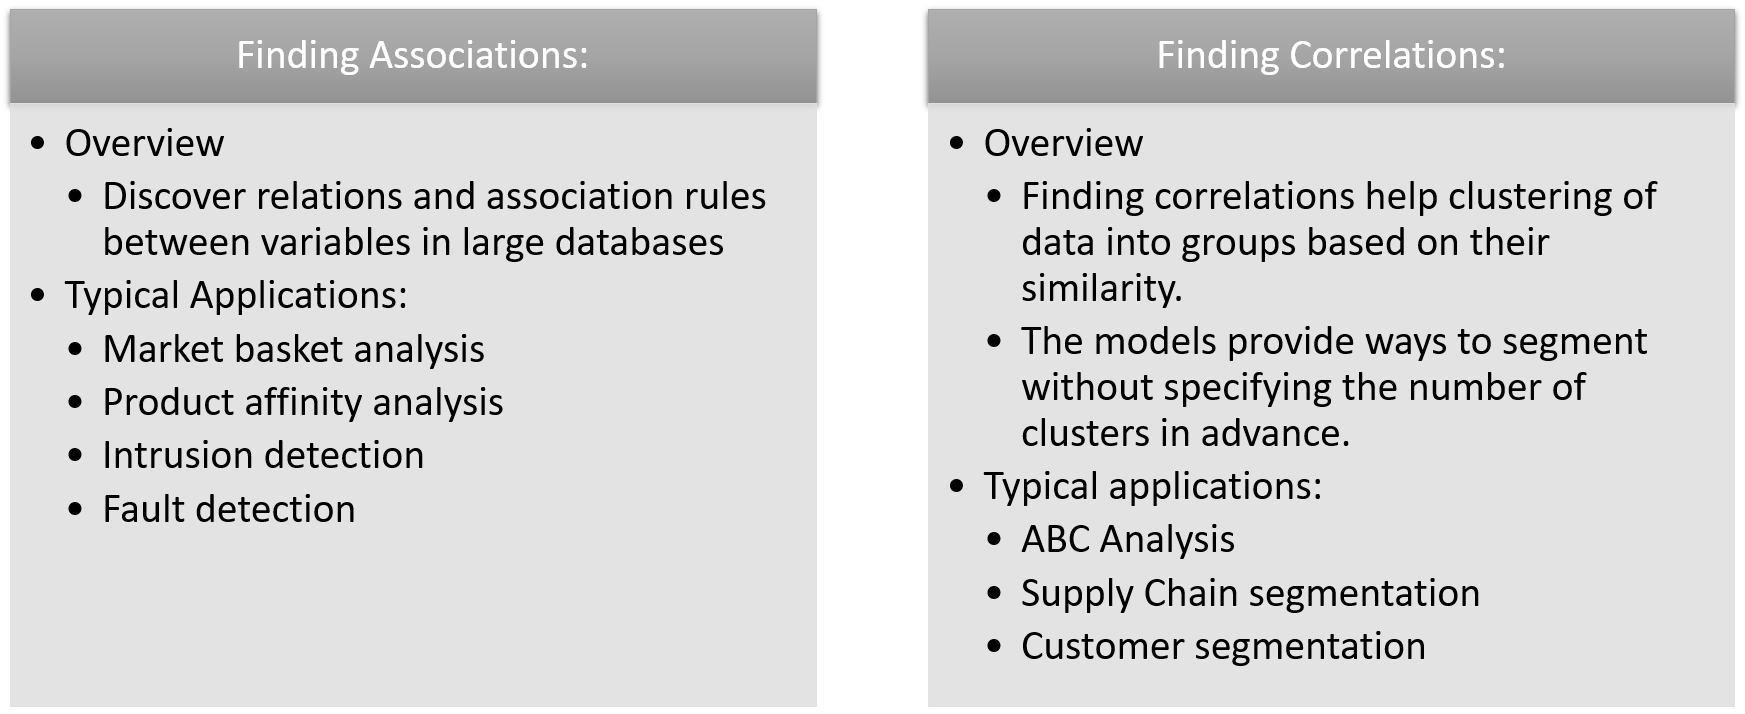 Finding Associations:
• Overview
• Discover relations and association rules
between variables in large databases
• Typical Applications:
• Market basket analysis
• Product affinity analysis
• Intrusion detection
• Fault detection
Finding Correlations:
• Overview
• Finding correlations help clustering of
data into groups based on their
similarity.
• The models provide ways to segment
without specifying the number of
clusters in advance.
• Typical applications:
• ABC Analysis
• Supply Chain segmentation
• Customer segmentation